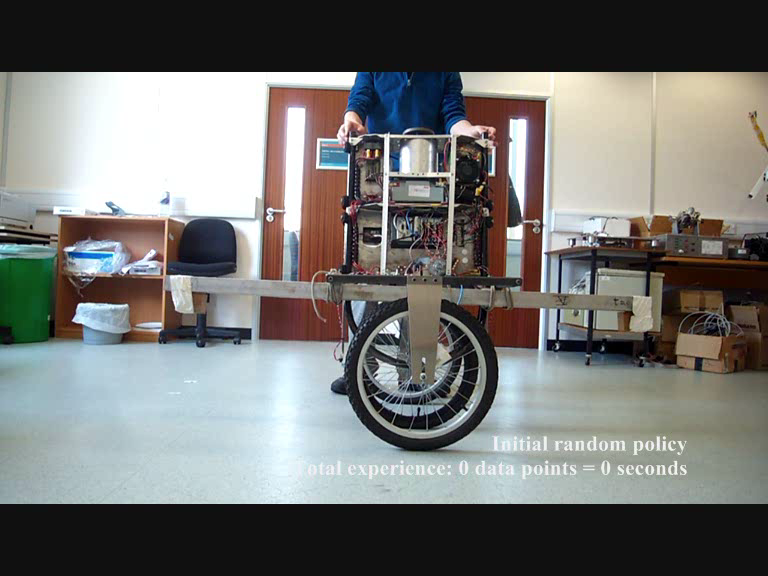 Initial random policy
Total experience: 0 data points = 0 seconds